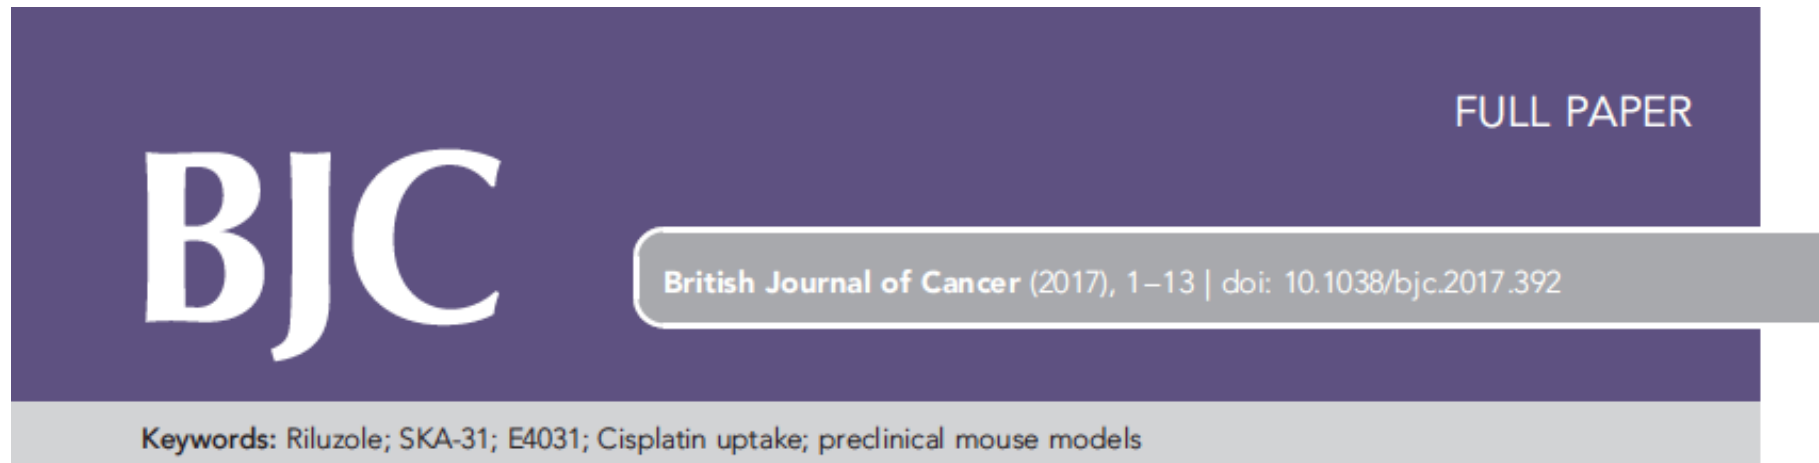 FULL PAPER
BJC
British Journal of Cancer (2017), 1–13 | doi: 10.1038/bjc.2017.392
Keywords: Riluzole; SKA-31; E4031; Cisplatin uptake; preclinical mouse models